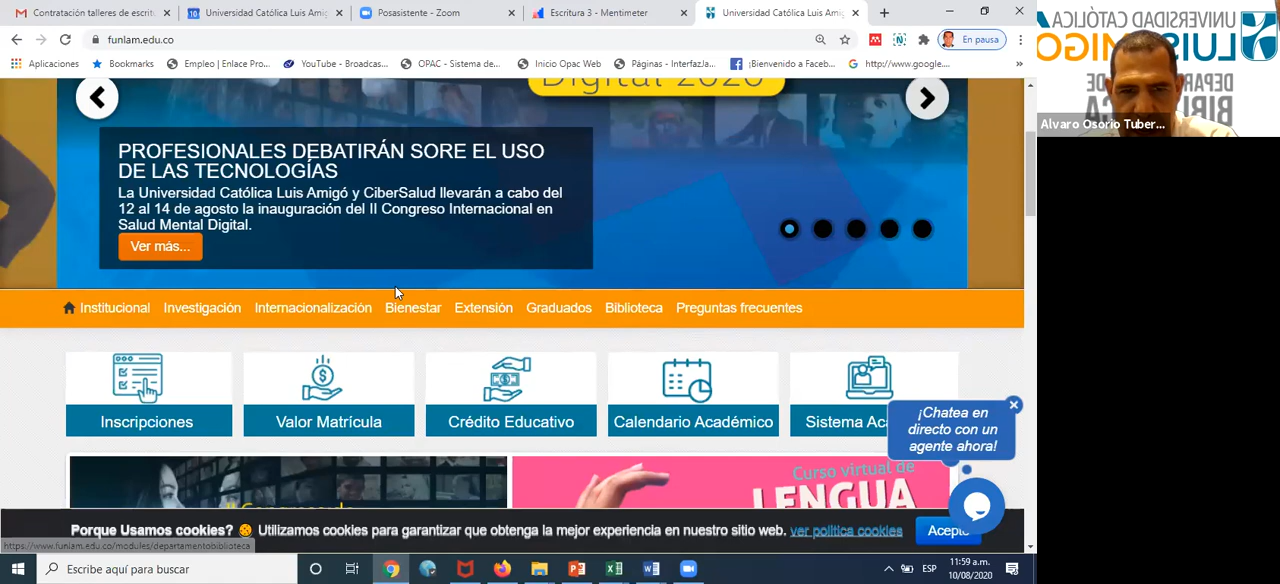 Contratación talleres de escritu
Universidad Católica Luis Amig
Posasistente - Zoom
Escritura 3 - Mentimeter
Universidad Católica Luis Ami
funlam.edu.co
En pausa
Aplicaciones
Bookmarks
Empleo | Enlace Pro...
YouTube - Broadcas...
OPAC - Sistema de...
Inicio Opac Web
Páginas - InterfazJa...
¡Bienvenido a Faceb...
http://www.google....
»
Digital 2020
PROFESIONALES DEBATIRÁN SORE EL USO
DE LAS TECNOLOGÍAS
La Universidad Católica Luis Amigó y CiberSalud llevarán a cabo del
12 al 14 de agosto la inauguración del II Congreso Internacional en
Salud Mental Digital.
Ver más...
Institucional Investigación Internacionalización Bienestar Extensión Graduados Biblioteca Preguntas frecuentes
Inscripciones
Valor Matrícula
Crédito Educativo
Calendario Académico
Sistema Ac
¡Chatea en
directo con un
agente ahora!
Curso virtual de
LENGUA
Porque Usamos cookies? Utilizamos cookies para garantizar que obtenga la mejor experiencia en nuestro sitio web. ver politica cookies
Acepto
https://www.funlam.edu.co/modules/departamentobiblioteca
Escribe aquí para buscar
ESP
11:59 a.m.
10/08/2020
UNIVERSIDAD CATÓLICA
LUIS AMIGÓ
Alvaro Osorio Tuber...